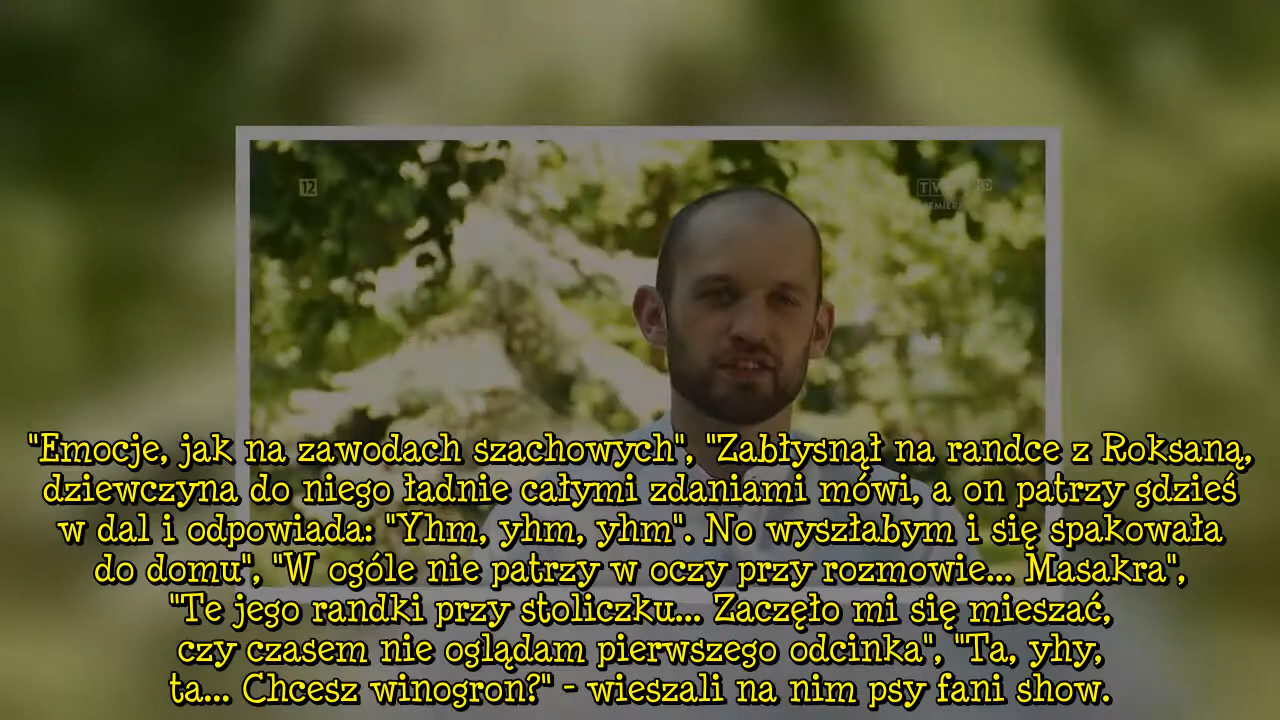 12
"Emocje, jak na zawodach szachowych", "Zabłysnął na randce z Roksaną,
dziewczyna do niego ładnie całymi zdaniami mówi, a on patrzy gdzieś
w dal i odpowiada: "Yhm, yhm, yhm". No wyszłabym i się spakowała
do domu", "W ogóle nie patrzy w oczy przy rozmowie... Masakra",
"Te jego randki przy stoliczku... Zaczęło mi się mieszać,
czy czasem nie oglądam pierwszego odcinka", "Ta, yhy,
ta... Chcesz winogron?" - wieszali na nim psy fani show.